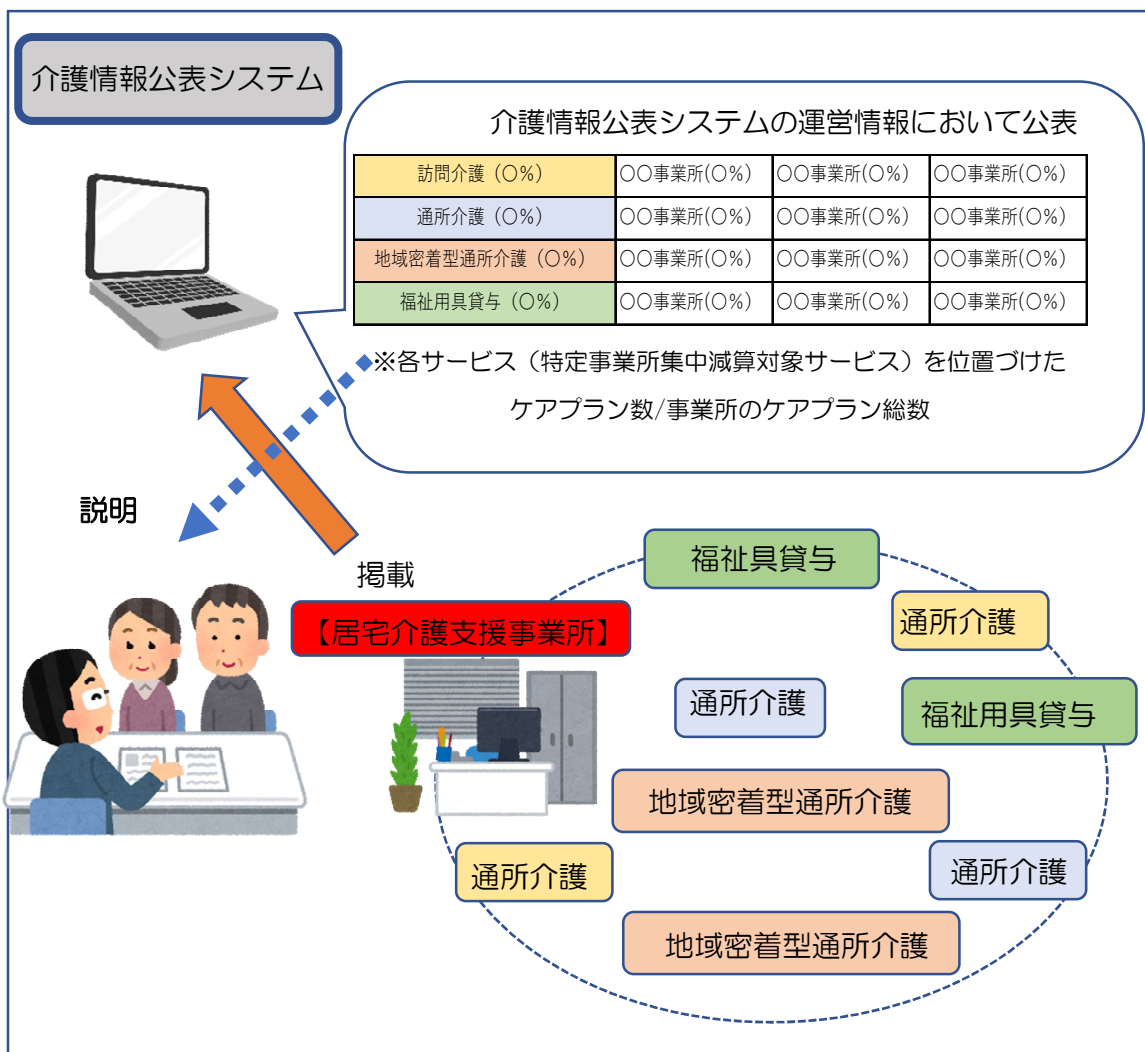 介護情報公表システム
介護情報公表システムの運営情報において公表
訪問介護（〇%） 〇〇事業所(〇%) 〇〇事業所(〇%) 〇〇事業所(〇%)
通所介護（〇%） 〇〇事業所(〇%) 〇〇事業所(〇%) 〇〇事業所(〇%)
地域密着型通所介護（〇%） 〇〇事業所(〇%) 〇〇事業所(〇%) 〇〇事業所(〇%)
福祉用具貸与（〇%） 〇〇事業所(〇%) 〇〇事業所(〇%) 〇〇事業所(〇%)
※各サービス（特定事業所集中減算対象サービス）を位置づけた
ケアプラン数/事業所のケアプラン総数
説明
掲載
【居宅介護支援事業所】
福祉具貸与
通所介護
通所介護
福祉用具貸与
地域密着型通所介護
通所介護
通所介護
地域密着型通所介護